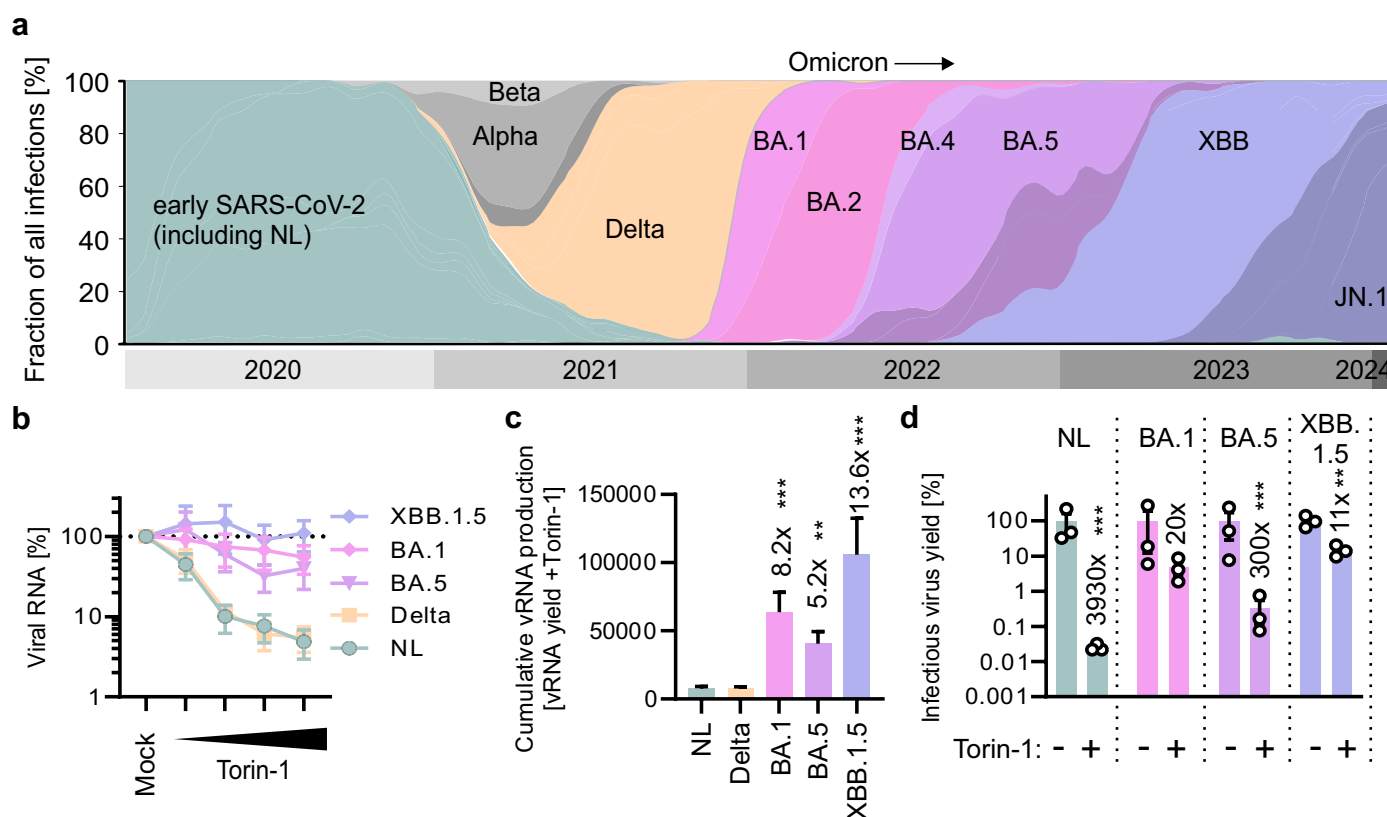 a
Omicron
Fraction of all infections [%]
100
80
60
40
20
0
Beta
Alpha
early SARS-CoV-2
(including NL)
Delta
BA.1
BA.2
BA.4
BA.5
XBB
JN.1
2020
2021
2022
2023
2024
b
Viral RNA [%]
100
10
1
Mock
Torin-1
XBB.1.5
BA.1
BA.5
Delta
NL
c
Cumulative vRNA production
[vRNA yield +Torin-1]
150000
100000
50000
0
8.2x ***
5.2x **
13.6x ***
NL
Delta
BA.1
BA.5
XBB.1.5
d
Infectious virus yield [%]
100
10
1
0.1
0.01
0.001
NL
BA.1
BA.5
XBB.
1.5
3930x ***
20x
300x ***
11x **
Torin-1: - + - + - + - +